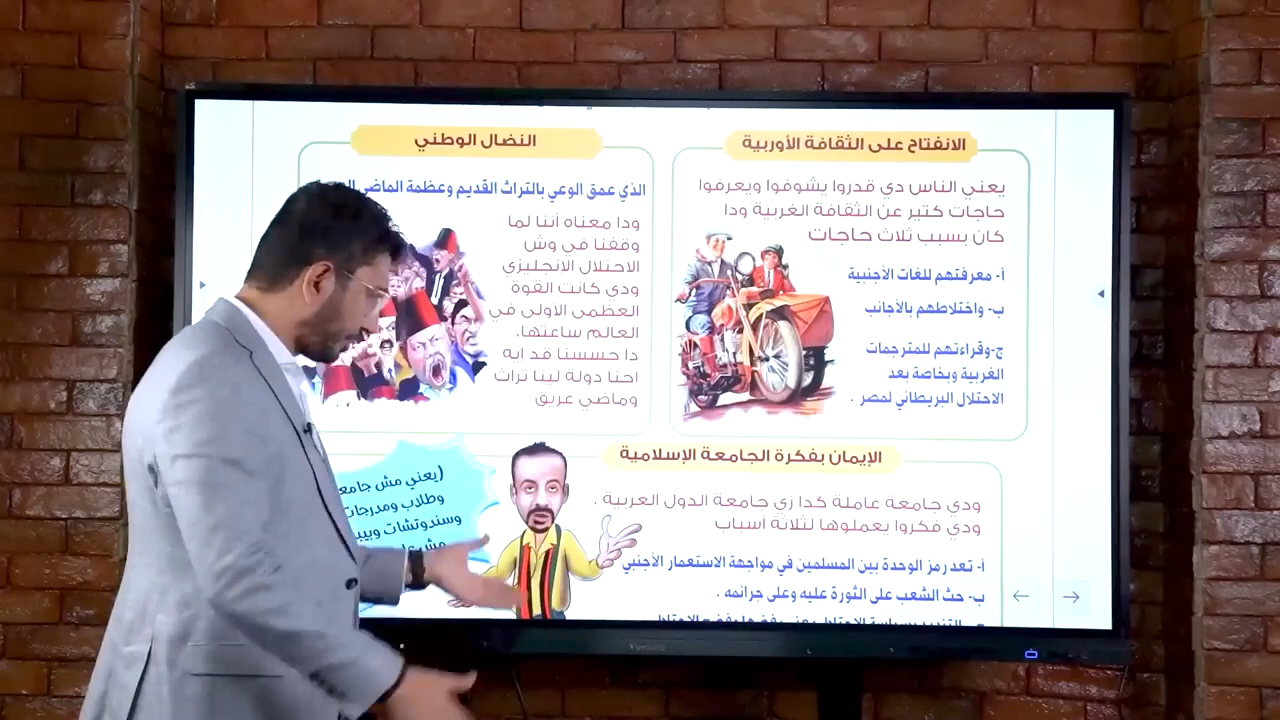 الانفتاح على الثقافة الأوربية
يعني الناس دي قدروا يشوفوا ويعرفوا
حاجات كتير عن الثقافة الغربية ودا
كان بسبب ثلاث حاجات
أ- معرفتهم للغات الأجنبية
ب- واختلاطهم بالأجانب
ج-وقراءتهم للمترجمات
الغربية وبخاصة بعد
الاحتلال البريطاني لمصر .
النضال الوطني
الذي عمق الوعي بالتراث القديم وعظمة الماضي
ودا معناه أننا لما
وقفنا في وش
الاحتلال الانجليزي
ودي كانت القوة
العظمى الاولى في
العالم ساعتها،
دا حسسنا قد ايه
احنا دولة لينا تراث
وماضي عريق
الإيمان بفكرة الجامعة الإسلامية
ودي جامعة عاملة كدا زي جامعة الدول العربية .
ودي فكروا يعملوها لثلاثة أسباب
أ- تعد رمز الوحدة بين المسلمين في مواجهة الاستعمار الأجنبي
ب- حث الشعب على الثورة عليه وعلى جرائمه .
(يعني مش جامعة
وطلاب ومدرجات
وسندوتشات